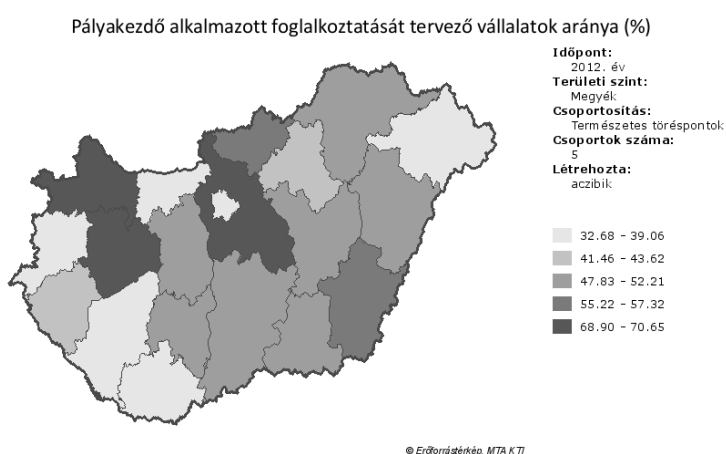 Pályakezdő alkalmazott foglalkoztatását tervező vállalatok aránya (%)
Időpont:
2012. év
Területi szint:
Megyék
Csoportosítás:
Természetes töréspontok
Csoportok száma:
5
Létrehozta:
aczibik
32.68 - 39.06
41.46 - 43.62
47.83 - 52.21
55.22 - 57.32
68.90 - 70.65
© Erőforrástérkép, MTA KTI